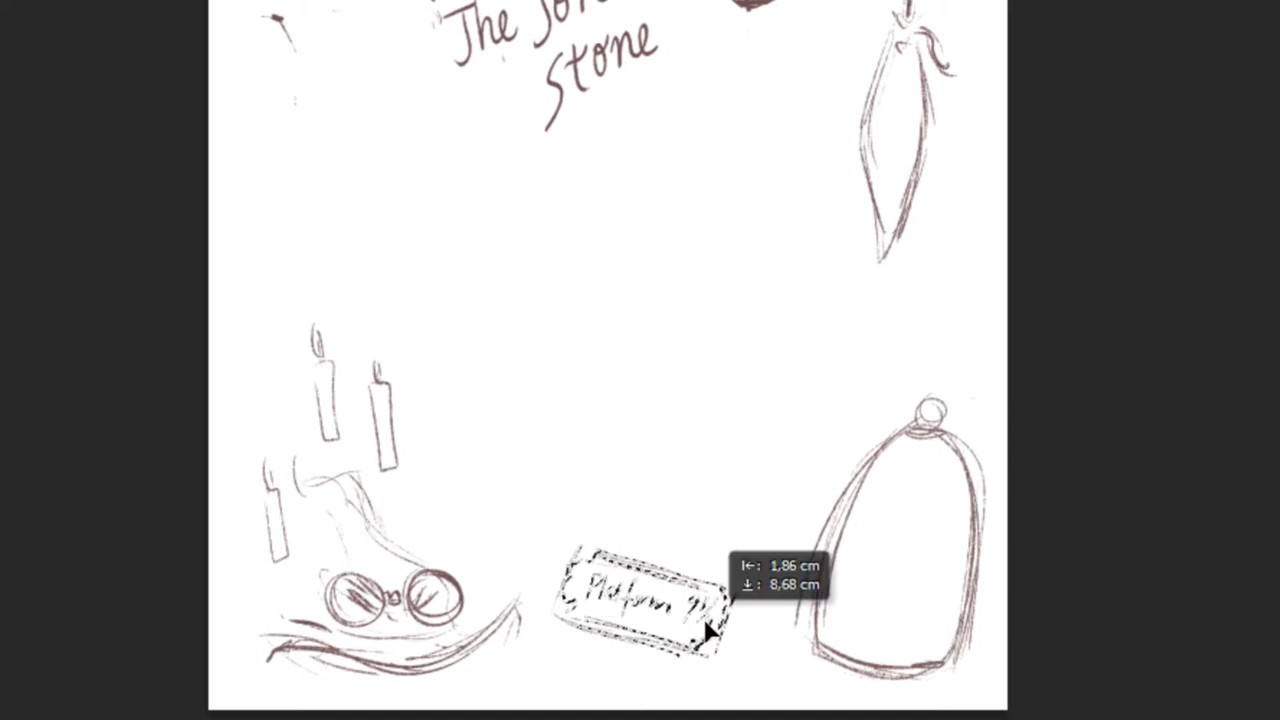 The
Stone
Platform 9¾
1,86 cm
8,68 cm